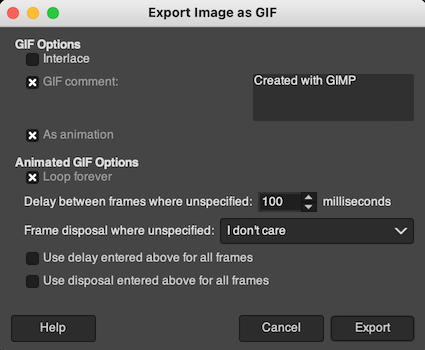 Export Image as GIF
GIF Options
Interlace
GIF comment:
Created with GIMP
As animation
Animated GIF Options
Loop forever
Delay between frames where unspecified: 100 milliseconds
Frame disposal where unspecified: I don't care
Use delay entered above for all frames
Use disposal entered above for all frames
Help Cancel Export